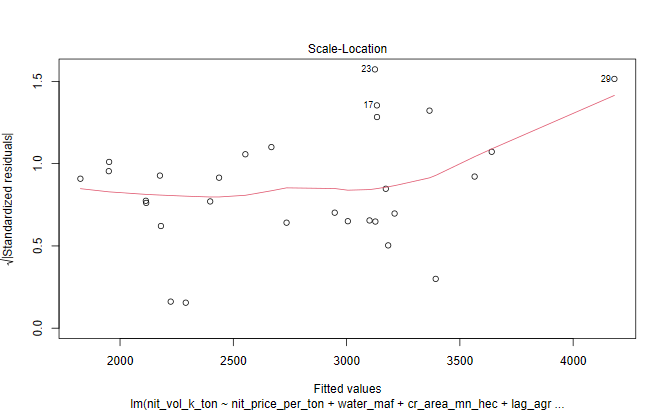 Scale-Location
√|Standardized residuals|
1.5
1.0
0.5
0.0
23
29
17
2000 2500 3000 3500 4000
Fitted values
lm(nit_vol_k_ton ~ nit_price_per_ton + water_maf + cr_area_mn_hec + lag_agr ...